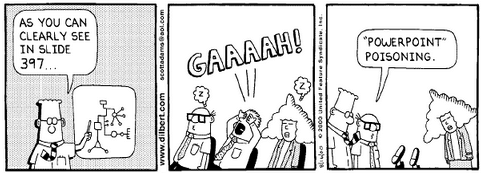 AS YOU CAN
CLEARLY SEE
IN SLIDE
397...
www.dilbert.com
scottadams@aol.com
GAAAAH!
Z
Z
© 2000 United Feature Syndicate, Inc.
"POWERPOINT"
POISONING.